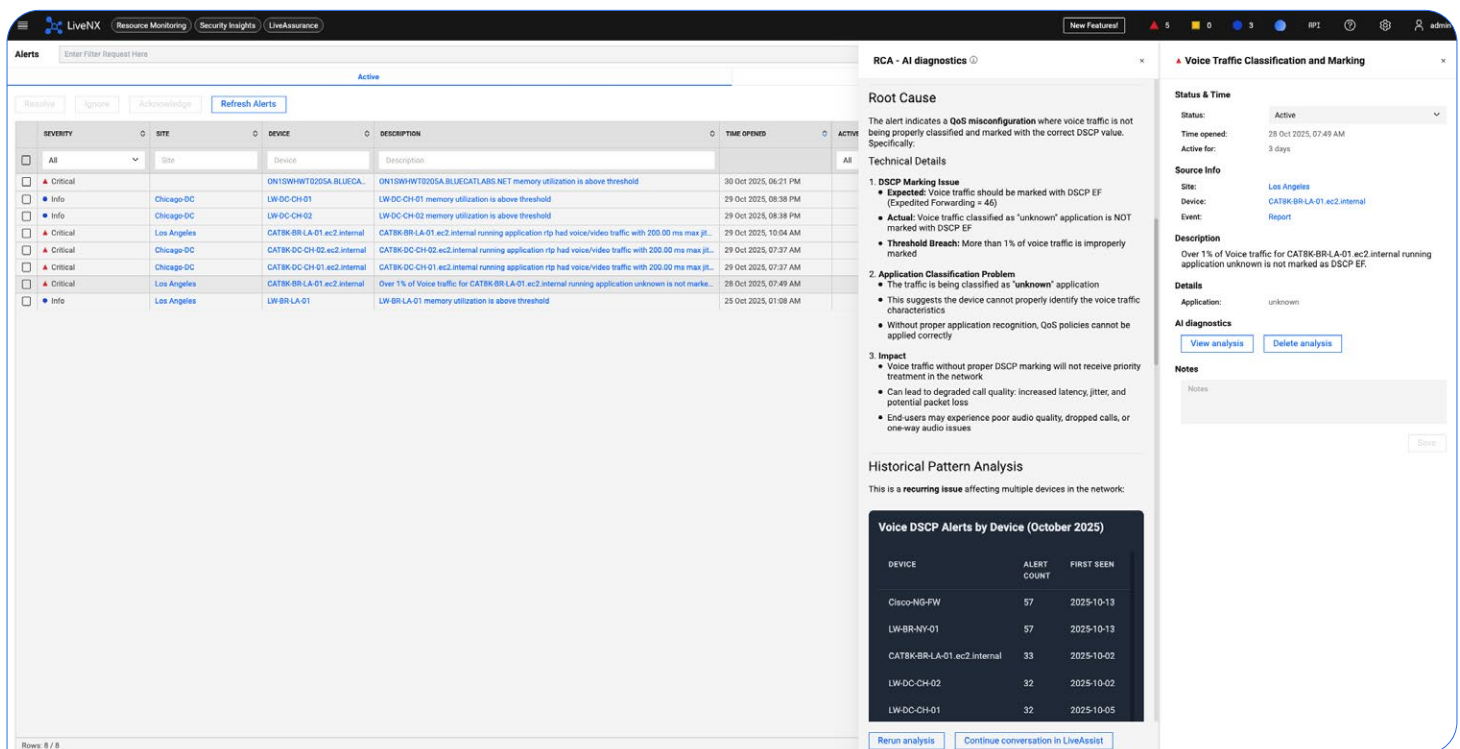 LiveNX Resource Monitoring Security Insights LiveAssurance New Features! 5 0 3 API admin
Alerts Enter Filter Request Here
Active
Resolve Ignore Acknowledge Refresh Alerts
SEVERITY SITE DEVICE DESCRIPTION TIME OPENED ACTIVE
All Site Device Description All
Critical ON1SWHWT0205A.BLUECA... ON1SWHWT0205A.BLUECATLABS.NET memory utilization is above threshold 30 Oct 2025, 06:21 PM
Info Chicago-DC LW-DC-CH-01 LW-DC-CH-01 memory utilization is above threshold 29 Oct 2025, 08:38 PM
Info Chicago-DC LW-DC-CH-02 LW-DC-CH-02 memory utilization is above threshold 29 Oct 2025, 08:38 PM
Critical Los Angeles CAT8K-BR-LA-01.ec2.internal CAT8K-BR-LA-01.ec2.internal running application rtp had voice/video traffic with 200.00 ms max jit... 29 Oct 2025, 10:04 AM
Critical Chicago-DC CAT8K-DC-CH-02.ec2.internal CAT8K-DC-CH-02.ec2.internal running application rtp had voice/video traffic with 200.00 ms max jit... 29 Oct 2025, 07:37 AM
Critical Chicago-DC CAT8K-DC-CH-01.ec2.internal CAT8K-DC-CH-01.ec2.internal running application rtp had voice/video traffic with 200.00 ms max jit... 29 Oct 2025, 07:37 AM
Critical Los Angeles CAT8K-BR-LA-01.ec2.internal Over 1% of Voice traffic for CAT8K-BR-LA-01.ec2.internal running application unknown is not marke... 28 Oct 2025, 07:49 AM
Info Los Angeles LW-BR-LA-01 LW-BR-LA-01 memory utilization is above threshold 25 Oct 2025, 01:08 AM
Rows: 8 / 8
RCA - AI diagnostics
Root Cause
The alert indicates a QoS misconfiguration where voice traffic is not
being properly classified and marked with the correct DSCP value.
Specifically:
Technical Details
1. DSCP Marking Issue
• Expected: Voice traffic should be marked with DSCP EF
(Expedited Forwarding = 46)
• Actual: Voice traffic classified as "unknown" application is NOT
marked with DSCP EF
• Threshold Breach: More than 1% of voice traffic is improperly
marked
2. Application Classification Problem
• The traffic is being classified as "unknown" application
• This suggests the device cannot properly identify the voice traffic
characteristics
• Without proper application recognition, QoS policies cannot be
applied correctly
3. Impact
• Voice traffic without proper DSCP marking will not receive priority
treatment in the network
• Can lead to degraded call quality: increased latency, jitter, and
potential packet loss
• End-users may experience poor audio quality, dropped calls, or
one-way audio issues
Historical Pattern Analysis
This is a recurring issue affecting multiple devices in the network:
Voice DSCP Alerts by Device (October 2025)
DEVICE ALERT COUNT FIRST SEEN
Cisco-NG-FW 57 2025-10-13
LW-BR-NY-01 57 2025-10-13
CAT8K-BR-LA-01.ec2.internal 33 2025-10-02
LW-DC-CH-02 32 2025-10-02
LW-DC-CH-01 32 2025-10-05
Rerun analysis Continue conversation in LiveAssist
Voice Traffic Classification and Marking
Status & Time
Status: Active
Time opened: 28 Oct 2025, 07:49 AM
Active for: 3 days
Source Info
Site: Los Angeles
Device: CAT8K-BR-LA-01.ec2.internal
Event: Report
Description
Over 1% of Voice traffic for CAT8K-BR-LA-01.ec2.internal running
application unknown is not marked as DSCP EF.
Details
Application: unknown
AI diagnostics
View analysis Delete analysis
Notes
Notes
Save